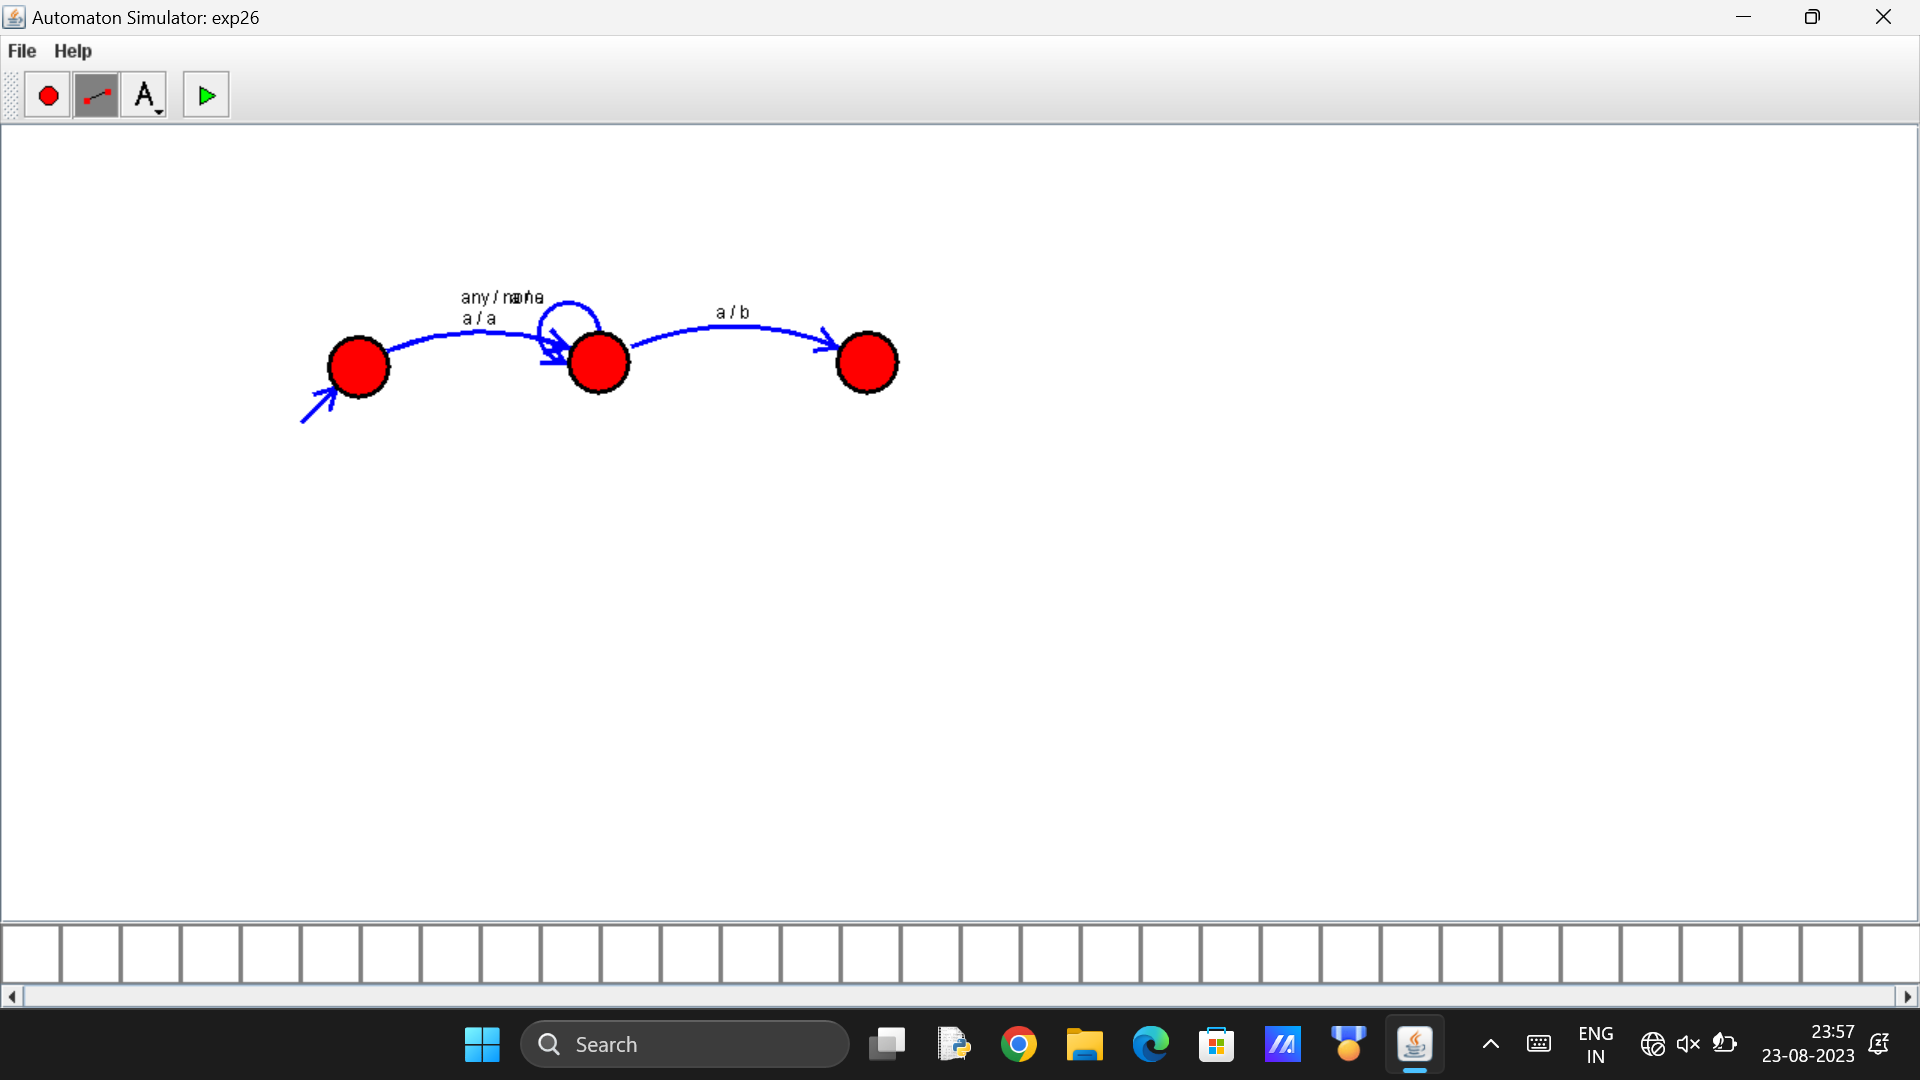 Automaton Simulator: exp26
File Help
A
any / none
a / a
a / b
Search
ENG
IN
23:57
23-08-2023